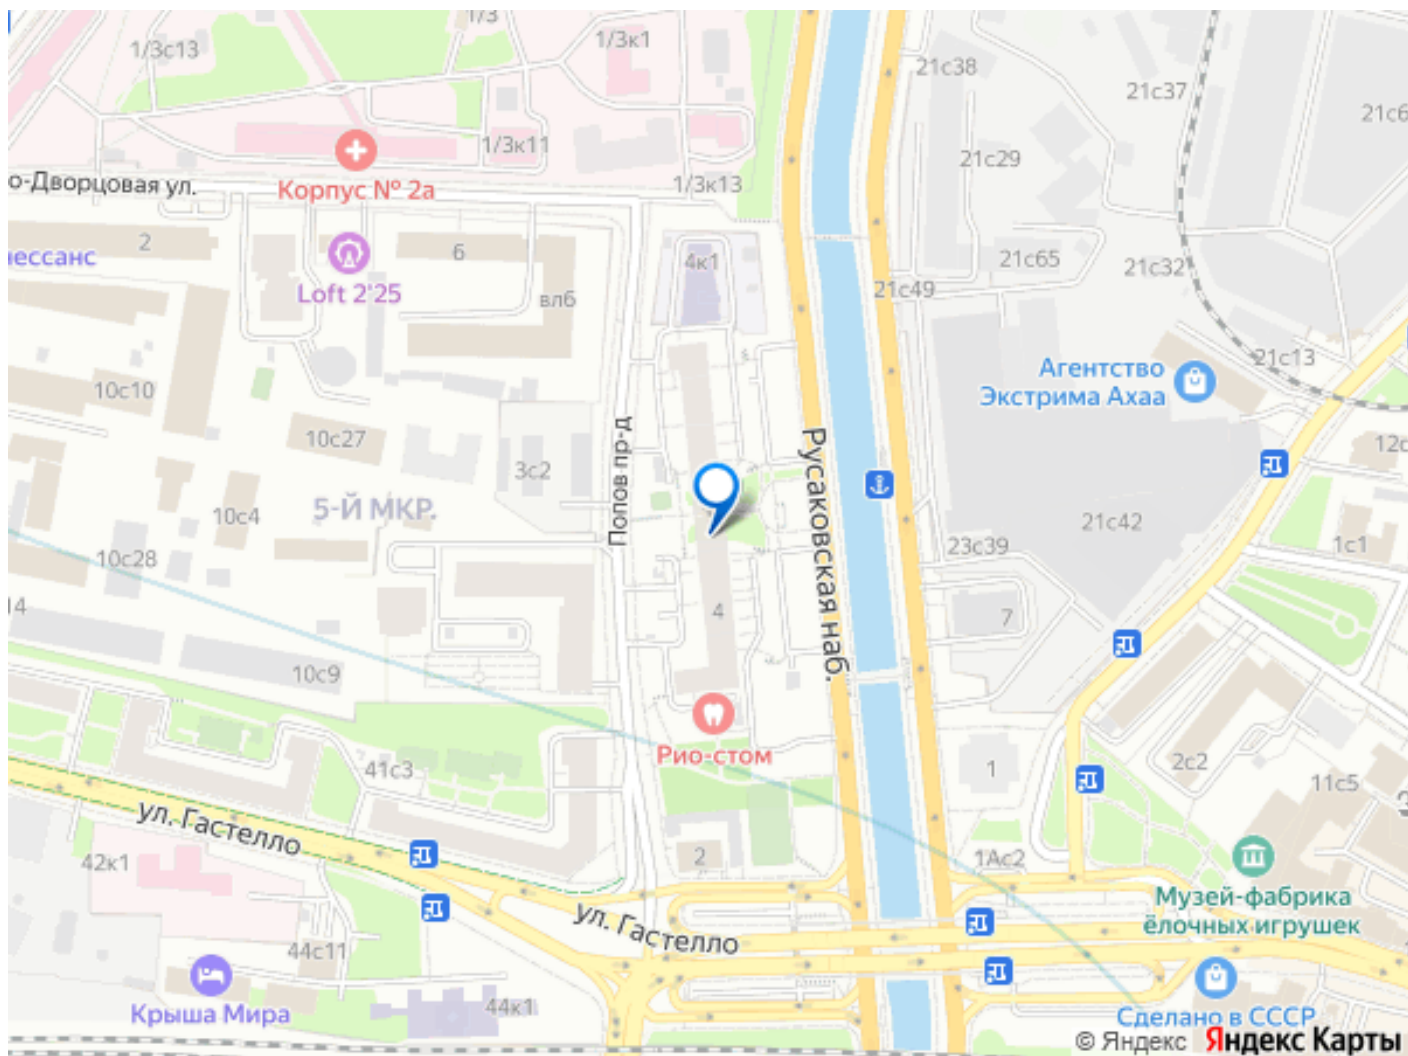 1/3с13
1/3
1/3к1
21с38
21с37
21с6
1/3к11
21с29
о-Дворцовая ул.
Корпус № 2а
1/3к13
2
6
4к1
21с65
21с32
нессанс
Loft 2'25
вл6
21с49
21с13
Агентство
Экстрима Ахаа
10с10
10с27
Попов пр-д
3с2
Русаковская наб.
12с
5-Й МКР.
10с4
21с42
10с28
23с39
1с1
14
4
7
10с9
Рио-стом
41с3
1
2с2
11с5
ул. Гастелло
42к1
2
1Ас2
Музей-фабрика
ёлочных игрушек
ул. Гастелло
44с11
Крыша Мира
44к1
Сделано в СССР
© Яндекс Яндекс Карты